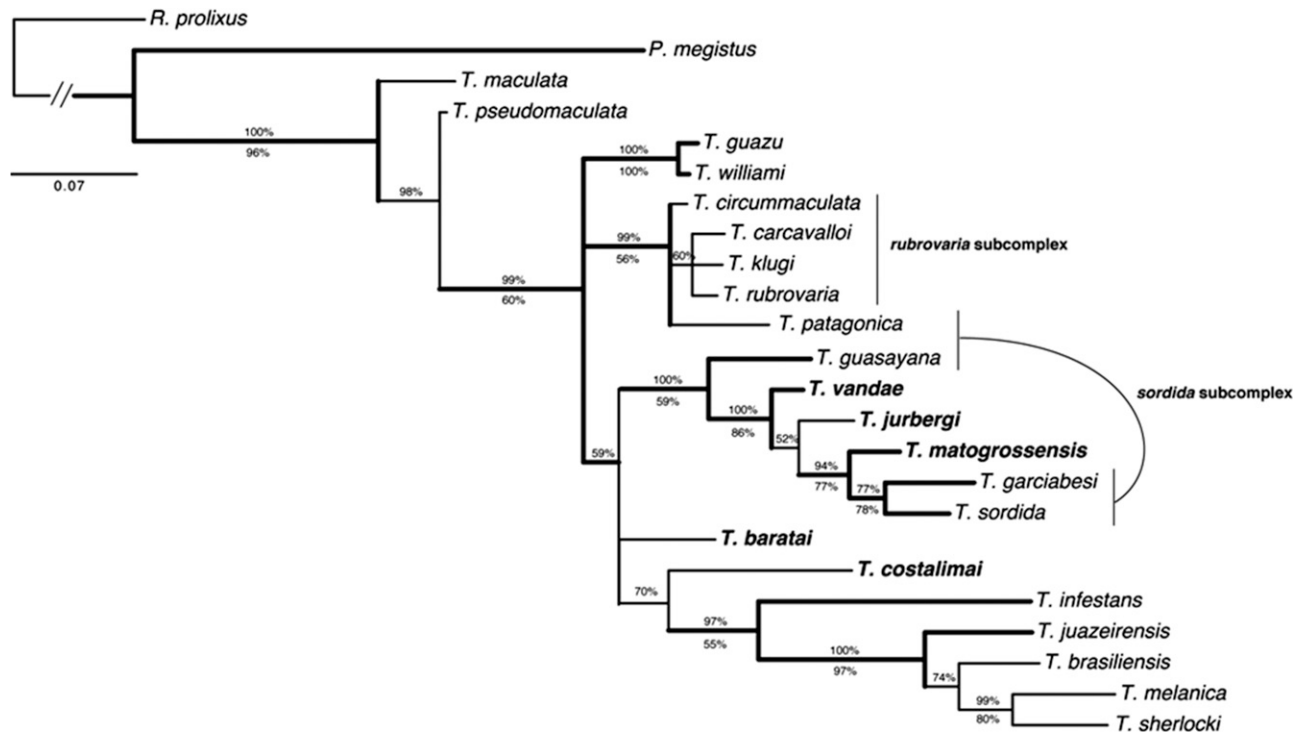 R. prolixus
P. megistus
T. maculata
T. pseudomaculata
100%
96%
0.07
98%
T. guazu
100%
100%
T. williami
T. circummaculata
T. carcavalloi
99%
56%
60%
T. klugi
rubrovaria subcomplex
T. rubrovaria
99%
60%
T. patagonica
T. guasayana
100%
59%
T. vandae
sordida subcomplex
100%
86%
T. jurbergi
52%
T. matogrossensis
94%
77%
T. garciabesi
77%
78%
T. sordida
59%
T. baratai
T. costalimai
70%
T. infestans
97%
55%
T. juazeirensis
100%
97%
T. brasiliensis
74%
T. melanica
99%
80%
T. sherlocki